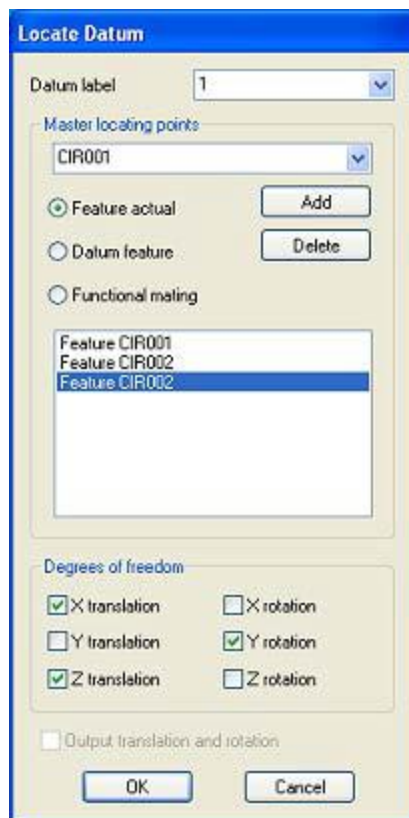 Locate Datum
Datum label 1
Master locating points
CIR001
Feature actual Add
Datum feature Delete
Functional mating
Feature CIR001
Feature CIR002
Feature CIR002
Degrees of freedom
X translation X rotation
Y translation Y rotation
Z translation Z rotation
Output translation and rotation
OK Cancel